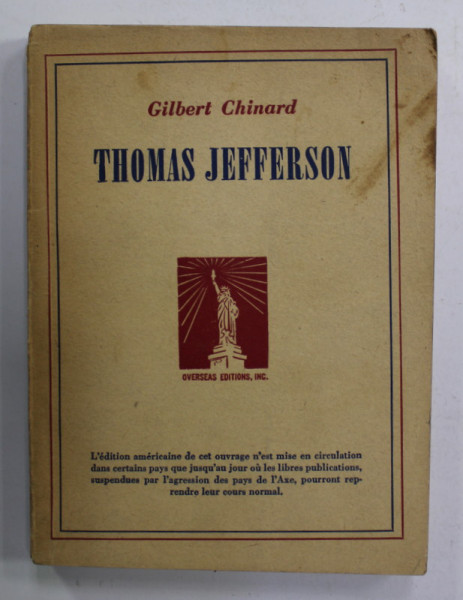 Gilbert Chinard
THOMAS JEFFERSON
OVERSEAS EDITIONS, INC.
L'édition américaine de cet ouvrage n'est mise en circulation
dans certains pays que jusqu'au jour où les libres publications,
suspendues par l'agression des pays de l'Axe, pourront rep-
rendre leur cours normal.